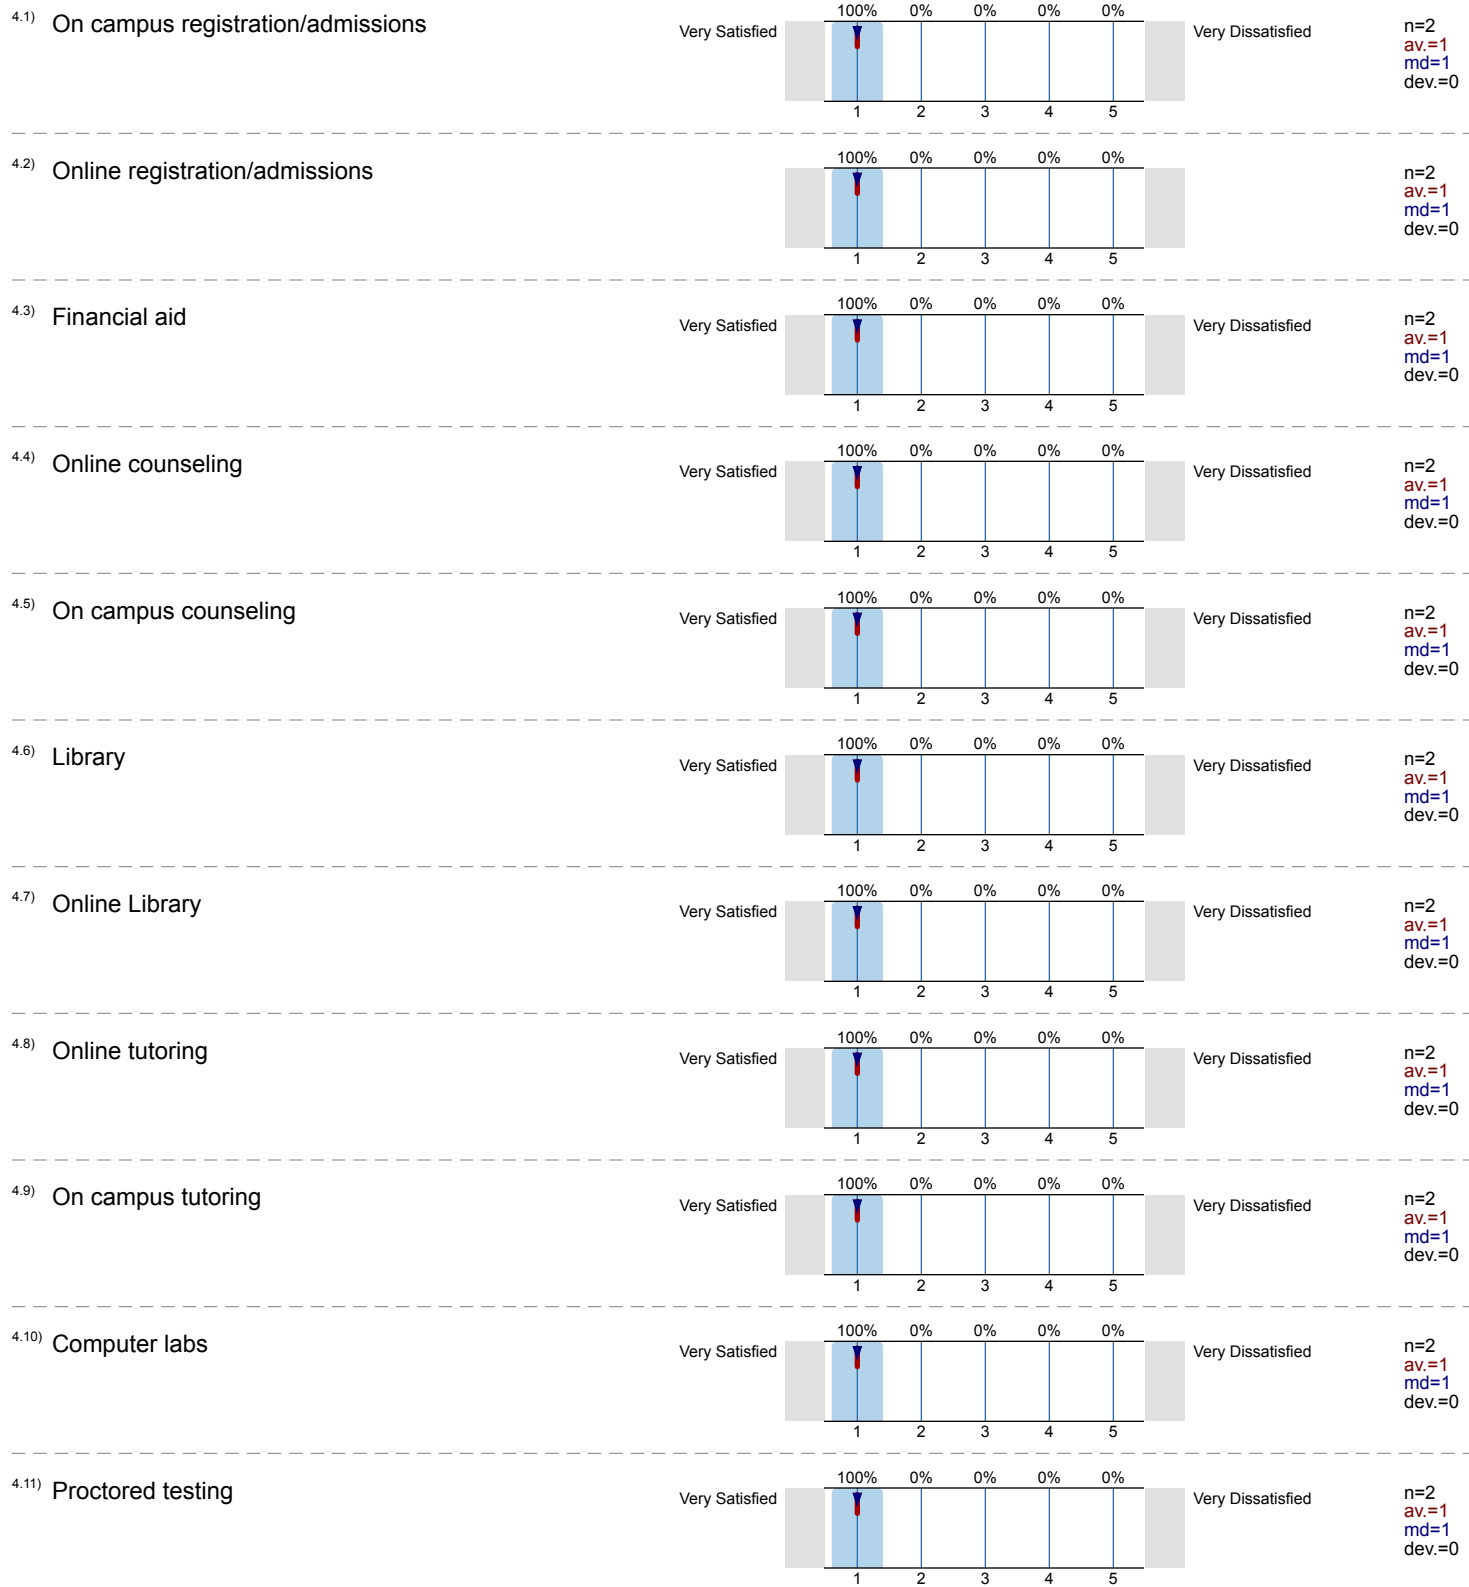 4.1) On campus registration/admissions
100% 0% 0% 0% 0%
Very Satisfied Very Dissatisfied
n=2
av.=1
md=1
dev.=0
1 2 3 4 5
4.2) Online registration/admissions
100% 0% 0% 0% 0%
n=2
av.=1
md=1
dev.=0
1 2 3 4 5
4.3) Financial aid
100% 0% 0% 0% 0%
Very Satisfied Very Dissatisfied
n=2
av.=1
md=1
dev.=0
1 2 3 4 5
4.4) Online counseling
100% 0% 0% 0% 0%
Very Satisfied Very Dissatisfied
n=2
av.=1
md=1
dev.=0
1 2 3 4 5
4.5) On campus counseling
100% 0% 0% 0% 0%
Very Satisfied Very Dissatisfied
n=2
av.=1
md=1
dev.=0
1 2 3 4 5
4.6) Library
100% 0% 0% 0% 0%
Very Satisfied Very Dissatisfied
n=2
av.=1
md=1
dev.=0
1 2 3 4 5
4.7) Online Library
100% 0% 0% 0% 0%
Very Satisfied Very Dissatisfied
n=2
av.=1
md=1
dev.=0
1 2 3 4 5
4.8) Online tutoring
100% 0% 0% 0% 0%
Very Satisfied Very Dissatisfied
n=2
av.=1
md=1
dev.=0
1 2 3 4 5
4.9) On campus tutoring
100% 0% 0% 0% 0%
Very Satisfied Very Dissatisfied
n=2
av.=1
md=1
dev.=0
1 2 3 4 5
4.10) Computer labs
100% 0% 0% 0% 0%
Very Satisfied Very Dissatisfied
n=2
av.=1
md=1
dev.=0
1 2 3 4 5
4.11) Proctored testing
100% 0% 0% 0% 0%
Very Satisfied Very Dissatisfied
n=2
av.=1
md=1
dev.=0
1 2 3 4 5